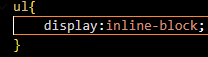 ul{
display:inline-block;
}